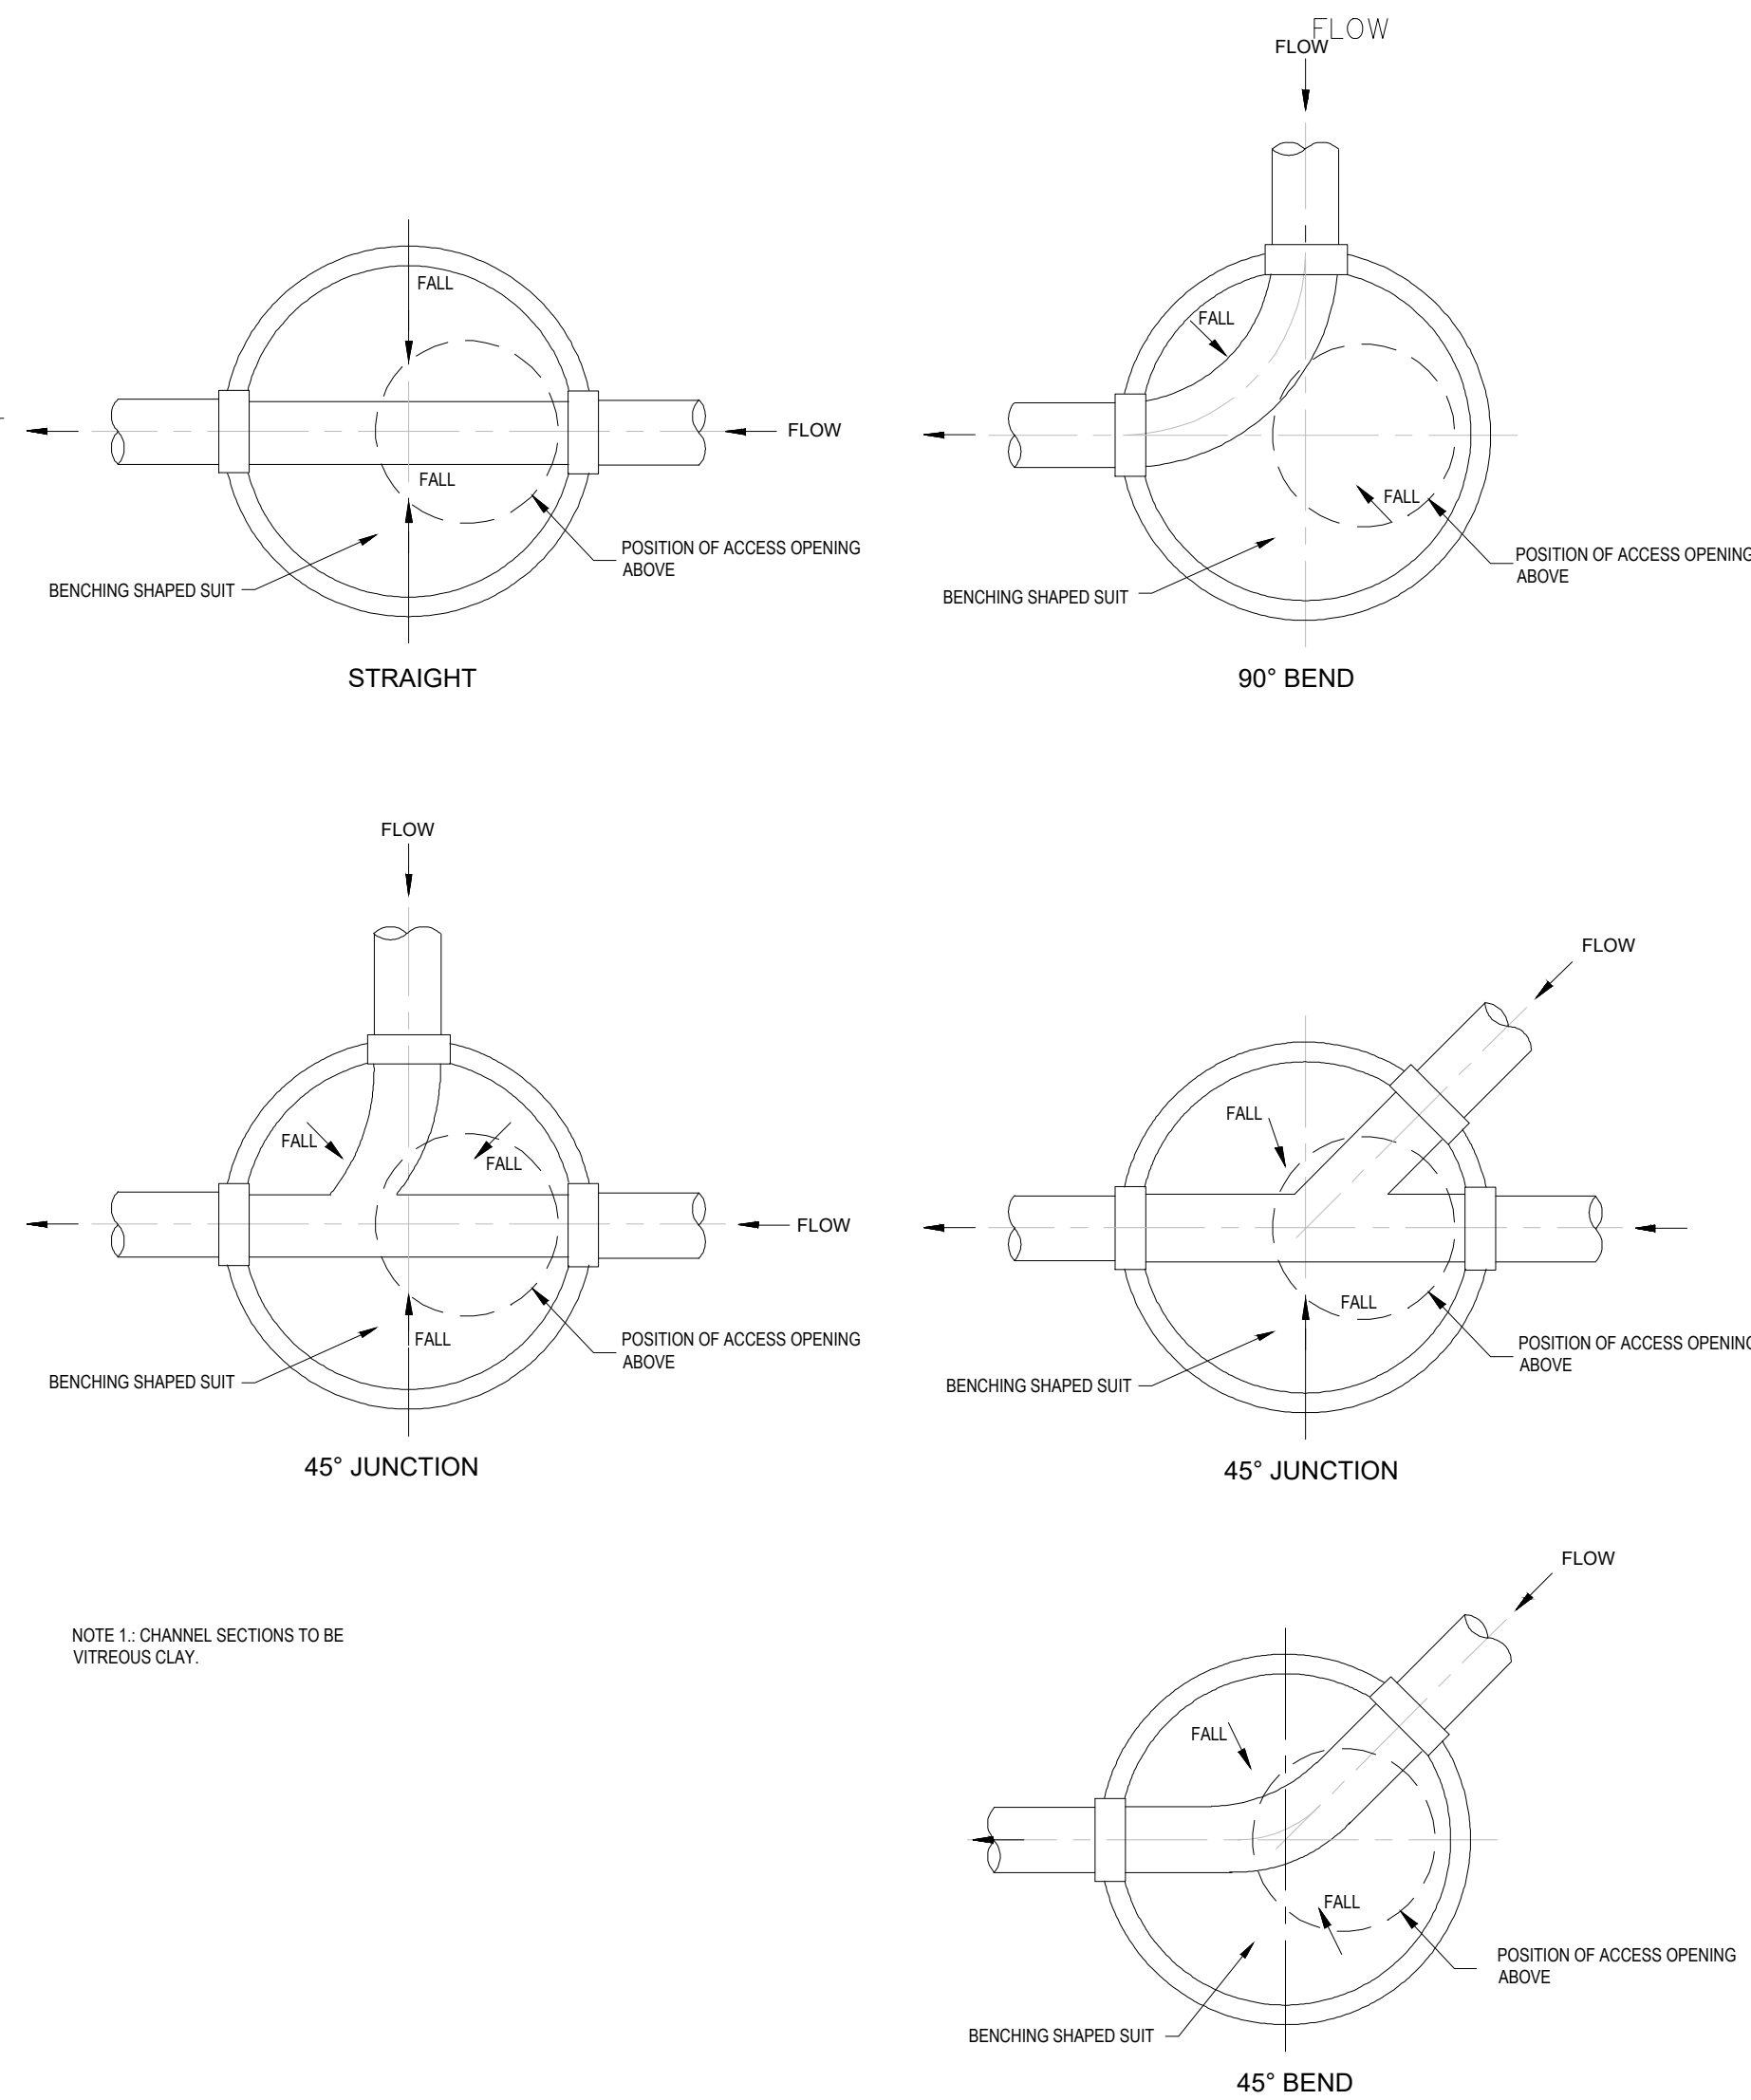 FLOW
FLOW
FALL
FALL
FLOW
FALL
POSITION OF ACCESS OPENING
ABOVE
BENCHING SHAPED SUIT
STRAIGHT
FALL
FALL
POSITION OF ACCESS OPENING
ABOVE
BENCHING SHAPED SUIT
90° BEND
FLOW
FALL
FALL
FLOW
FALL
POSITION OF ACCESS OPENING
ABOVE
BENCHING SHAPED SUIT
45° JUNCTION
FLOW
FALL
FALL
POSITION OF ACCESS OPENING
ABOVE
BENCHING SHAPED SUIT
45° JUNCTION
NOTE 1.: CHANNEL SECTIONS TO BE
VITREOUS CLAY.
FLOW
FALL
FALL
POSITION OF ACCESS OPENING
ABOVE
BENCHING SHAPED SUIT
45° BEND